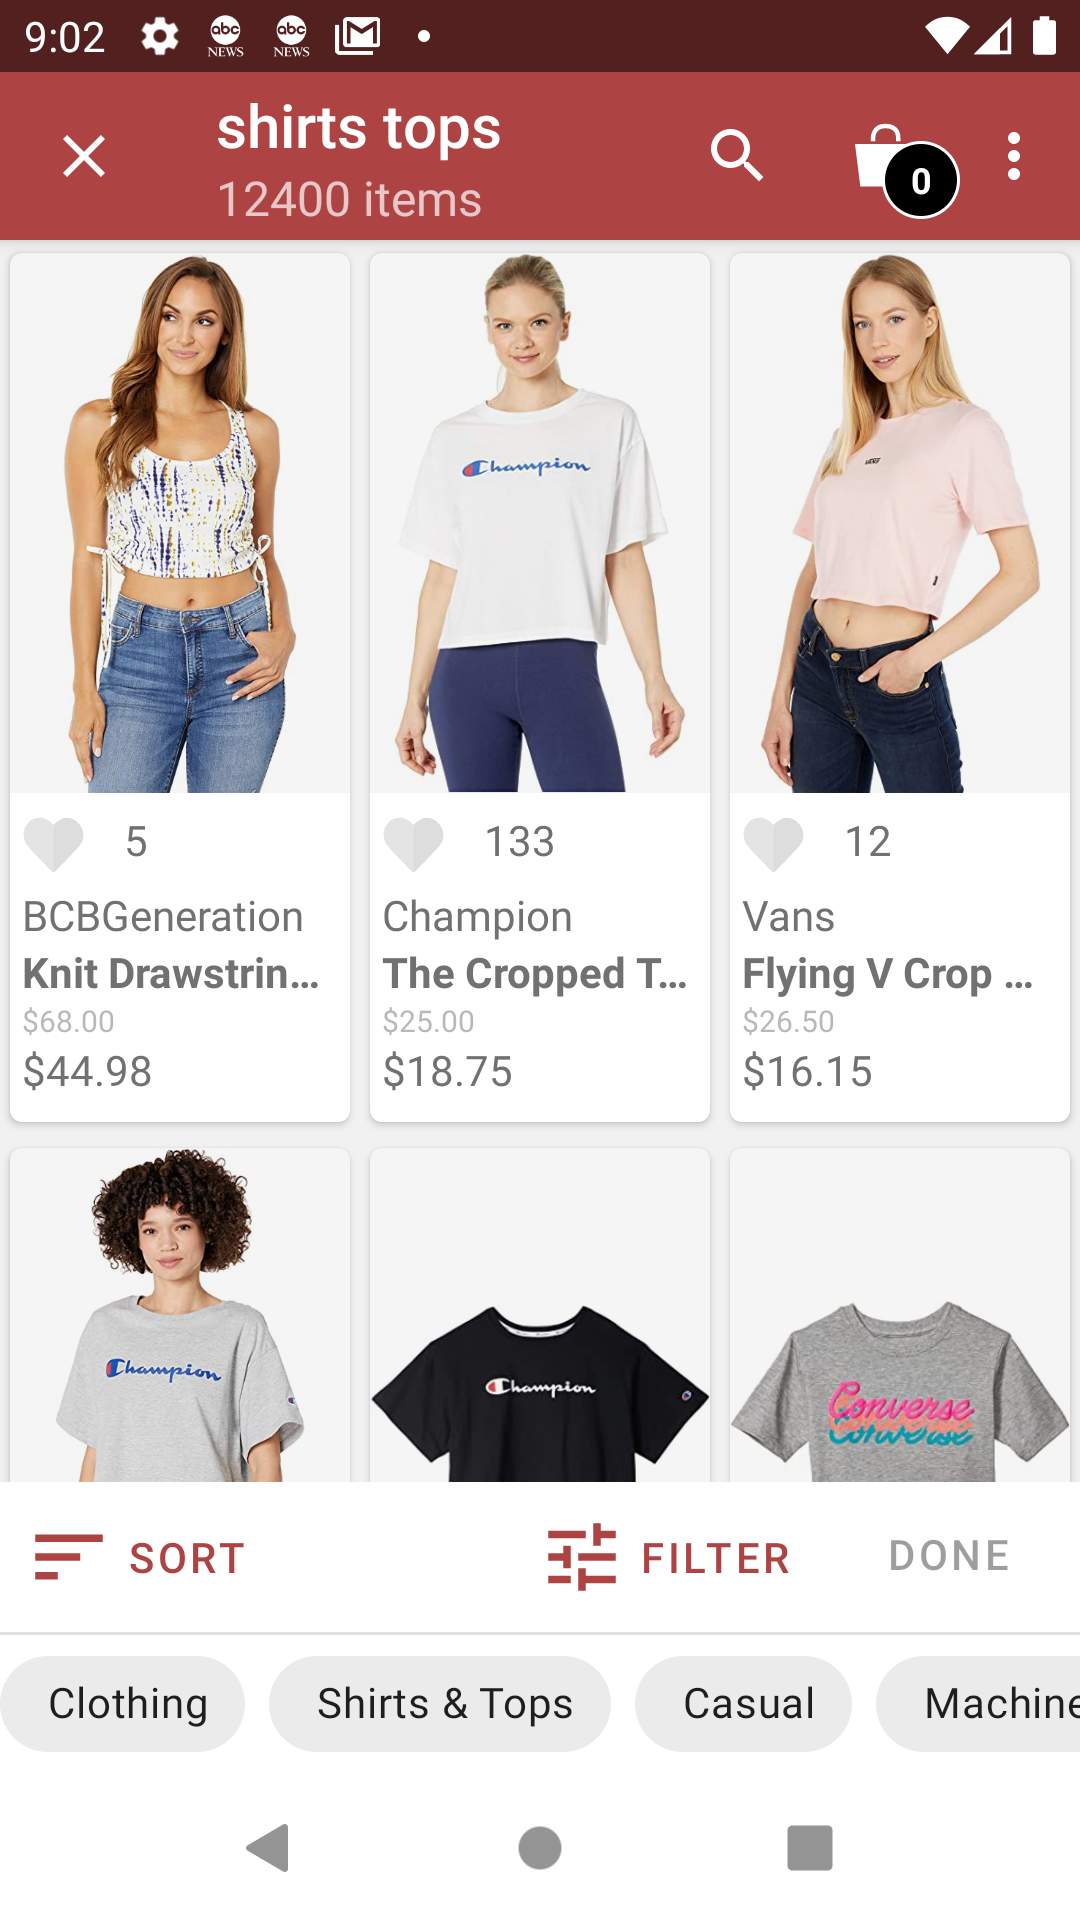 9:02
abc NEWS
abc NEWS
shirts tops
12400 items
0
Champion
VANS
5
133
12
BCBGeneration
Champion
Vans
Knit Drawstrin...
The Cropped T...
Flying V Crop ...
$68.00
$25.00
$26.50
$44.98
$18.75
$16.15
Champion
Champion
Converse
Converse
SORT
FILTER
DONE
Clothing
Shirts & Tops
Casual
Machine